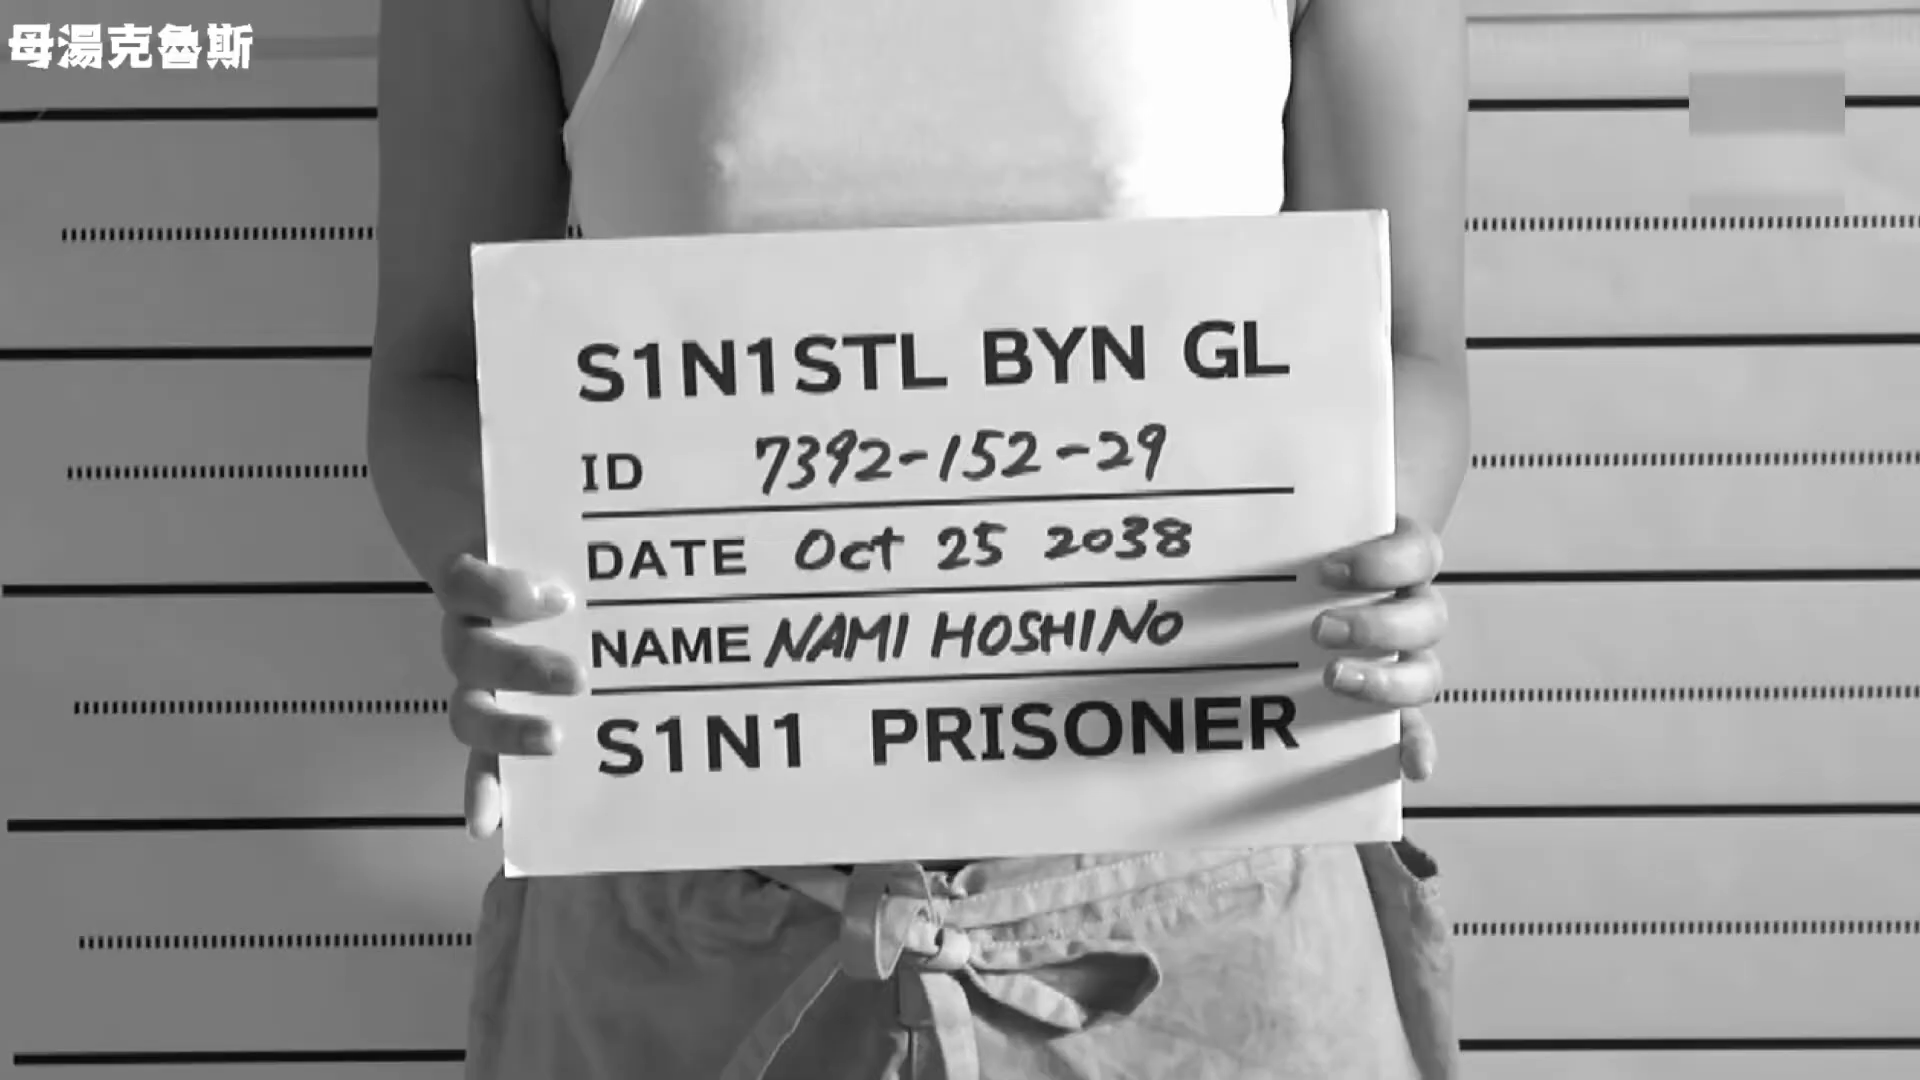 母湯克魯斯
S1N1STL BYN GL
ID 7392-152-29
DATE Oct 25 2038
NAME NAMI HOSHINO
S1N1 PRISONER